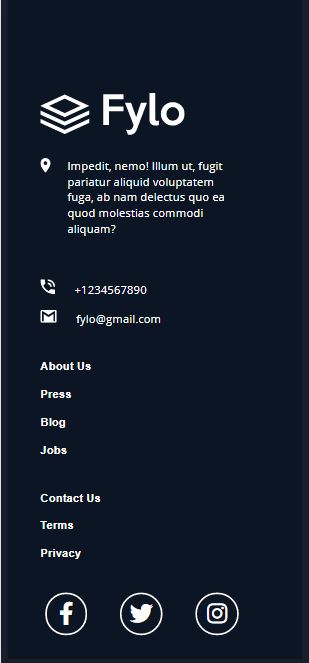 Fylo
Impedit, nemo! Illum ut, fugit
pariatur aliquid voluptatem
fuga, ab nam delectus quo ea
quod molestias commodi
aliquam?
+1234567890
fylo@gmail.com
About Us
Press
Blog
Jobs
Contact Us
Terms
Privacy